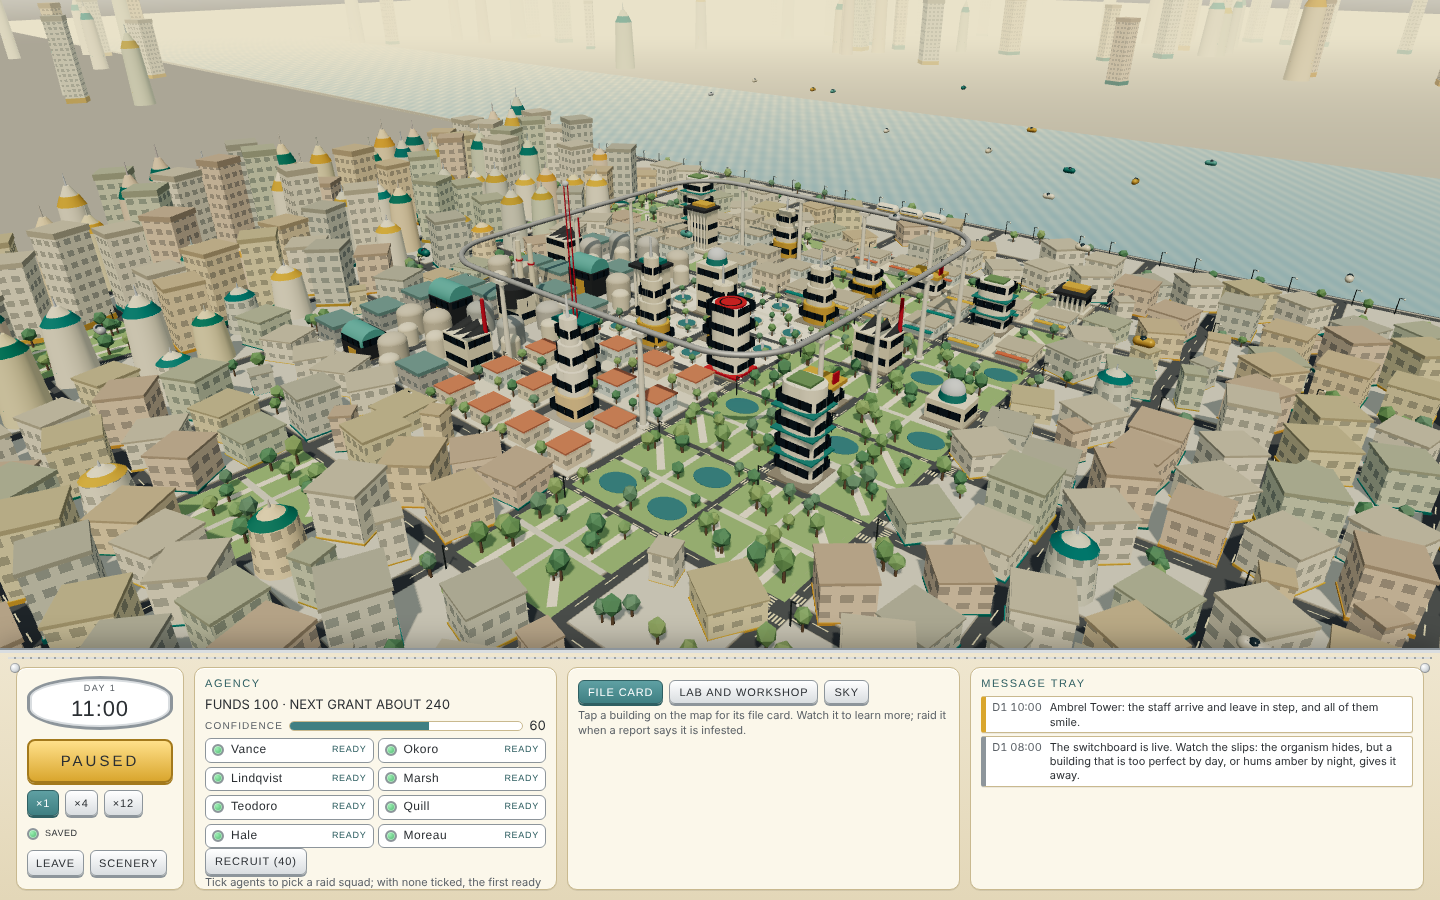 DAY 1
11:00
PAUSED
×1
×4
×12
SAVED
LEAVE
SCENERY
AGENCY
FUNDS 100 · NEXT GRANT ABOUT 240
CONFIDENCE
60
Vance READY
Okoro READY
Lindqvist READY
Marsh READY
Teodoro READY
Quill READY
Hale READY
Moreau READY
RECRUIT (40)
Tick agents to pick a raid squad; with none ticked, the first ready
FILE CARD
LAB AND WORKSHOP
SKY
Tap a building on the map for its file card. Watch it to learn more; raid it
when a report says it is infested.
MESSAGE TRAY
D1 10:00 Ambrel Tower: the staff arrive and leave in step, and all of them
smile.
D1 08:00 The switchboard is live. Watch the slips: the organism hides, but a
building that is too perfect by day, or hums amber by night, gives it
away.